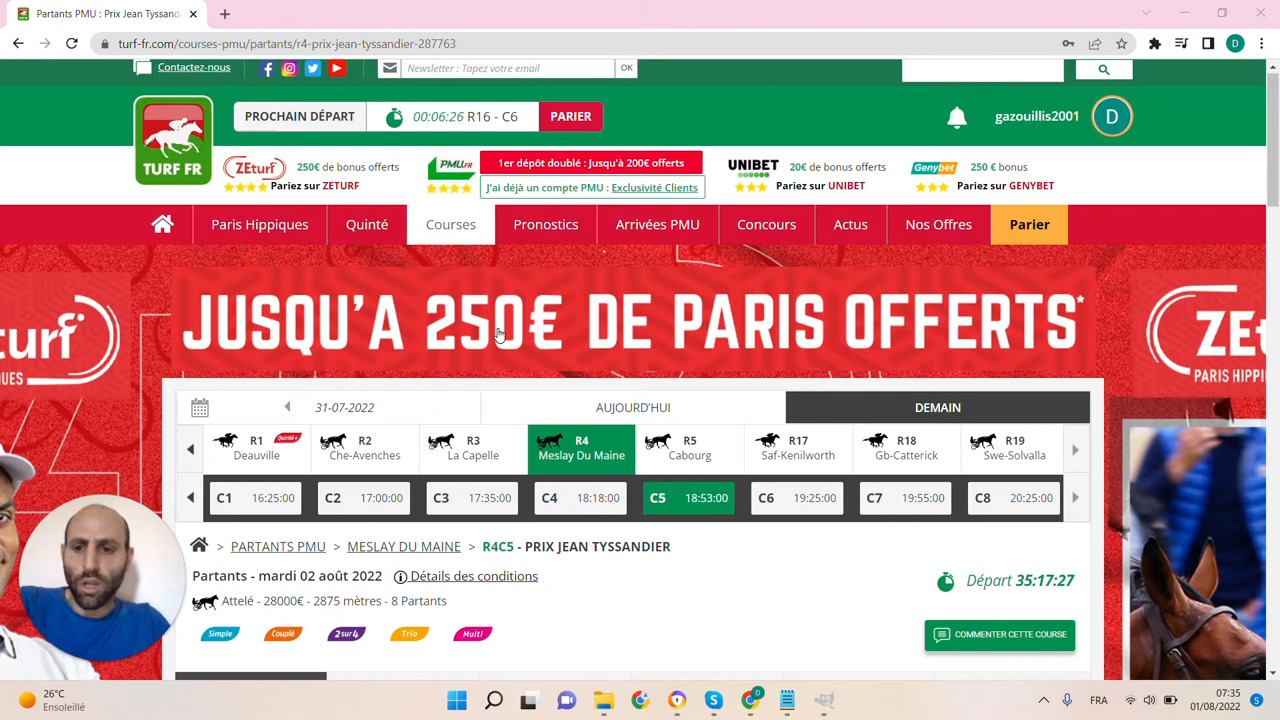 Partants PMU : Prix Jean Tyssand
turf-fr.com/courses-pmu/partants/r4-prix-jean-tyssandier-287763
Contactez-nous
Newsletter : Tapez votre email
OK
TURF FR
PROCHAIN DÉPART
00:06:26 R16 - C6
PARIER
gazouillis2001
D
ZEturf
250€ de bonus offerts
Pariez sur ZETURF
PMU.FR
1er dépôt doublé : Jusqu'à 200€ offerts
J'ai déjà un compte PMU : Exclusivité Clients
UNIBET
20€ de bonus offerts
Pariez sur UNIBET
Genybet
250 € bonus
Pariez sur GENYBET
Paris Hippiques
Quinté
Courses
Pronostics
Arrivées PMU
Concours
Actus
Nos Offres
Parier
JUSQU'A 250€ DE PARIS OFFERTS*
31-07-2022
AUJOURD'HUI
DEMAIN
R1
Quinté+
Deauville
R2
Che-Avenches
R3
La Capelle
R4
Meslay Du Maine
R5
Cabourg
R17
Saf-Kenilworth
R18
Gb-Catterick
R19
Swe-Solvalla
C1 16:25:00
C2 17:00:00
C3 17:35:00
C4 18:18:00
C5 18:53:00
C6 19:25:00
C7 19:55:00
C8 20:25:00
> PARTANTS PMU > MESLAY DU MAINE > R4C5 - PRIX JEAN TYSSANDIER
Partants - mardi 02 août 2022
Détails des conditions
Départ 35:17:27
Attelé - 28000€ - 2875 mètres - 8 Partants
Simple
Couplé
2sur4
Trio
Multi
COMMENTER CETTE COURSE
26°C
Ensoleillé
FRA
07:35
01/08/2022
5